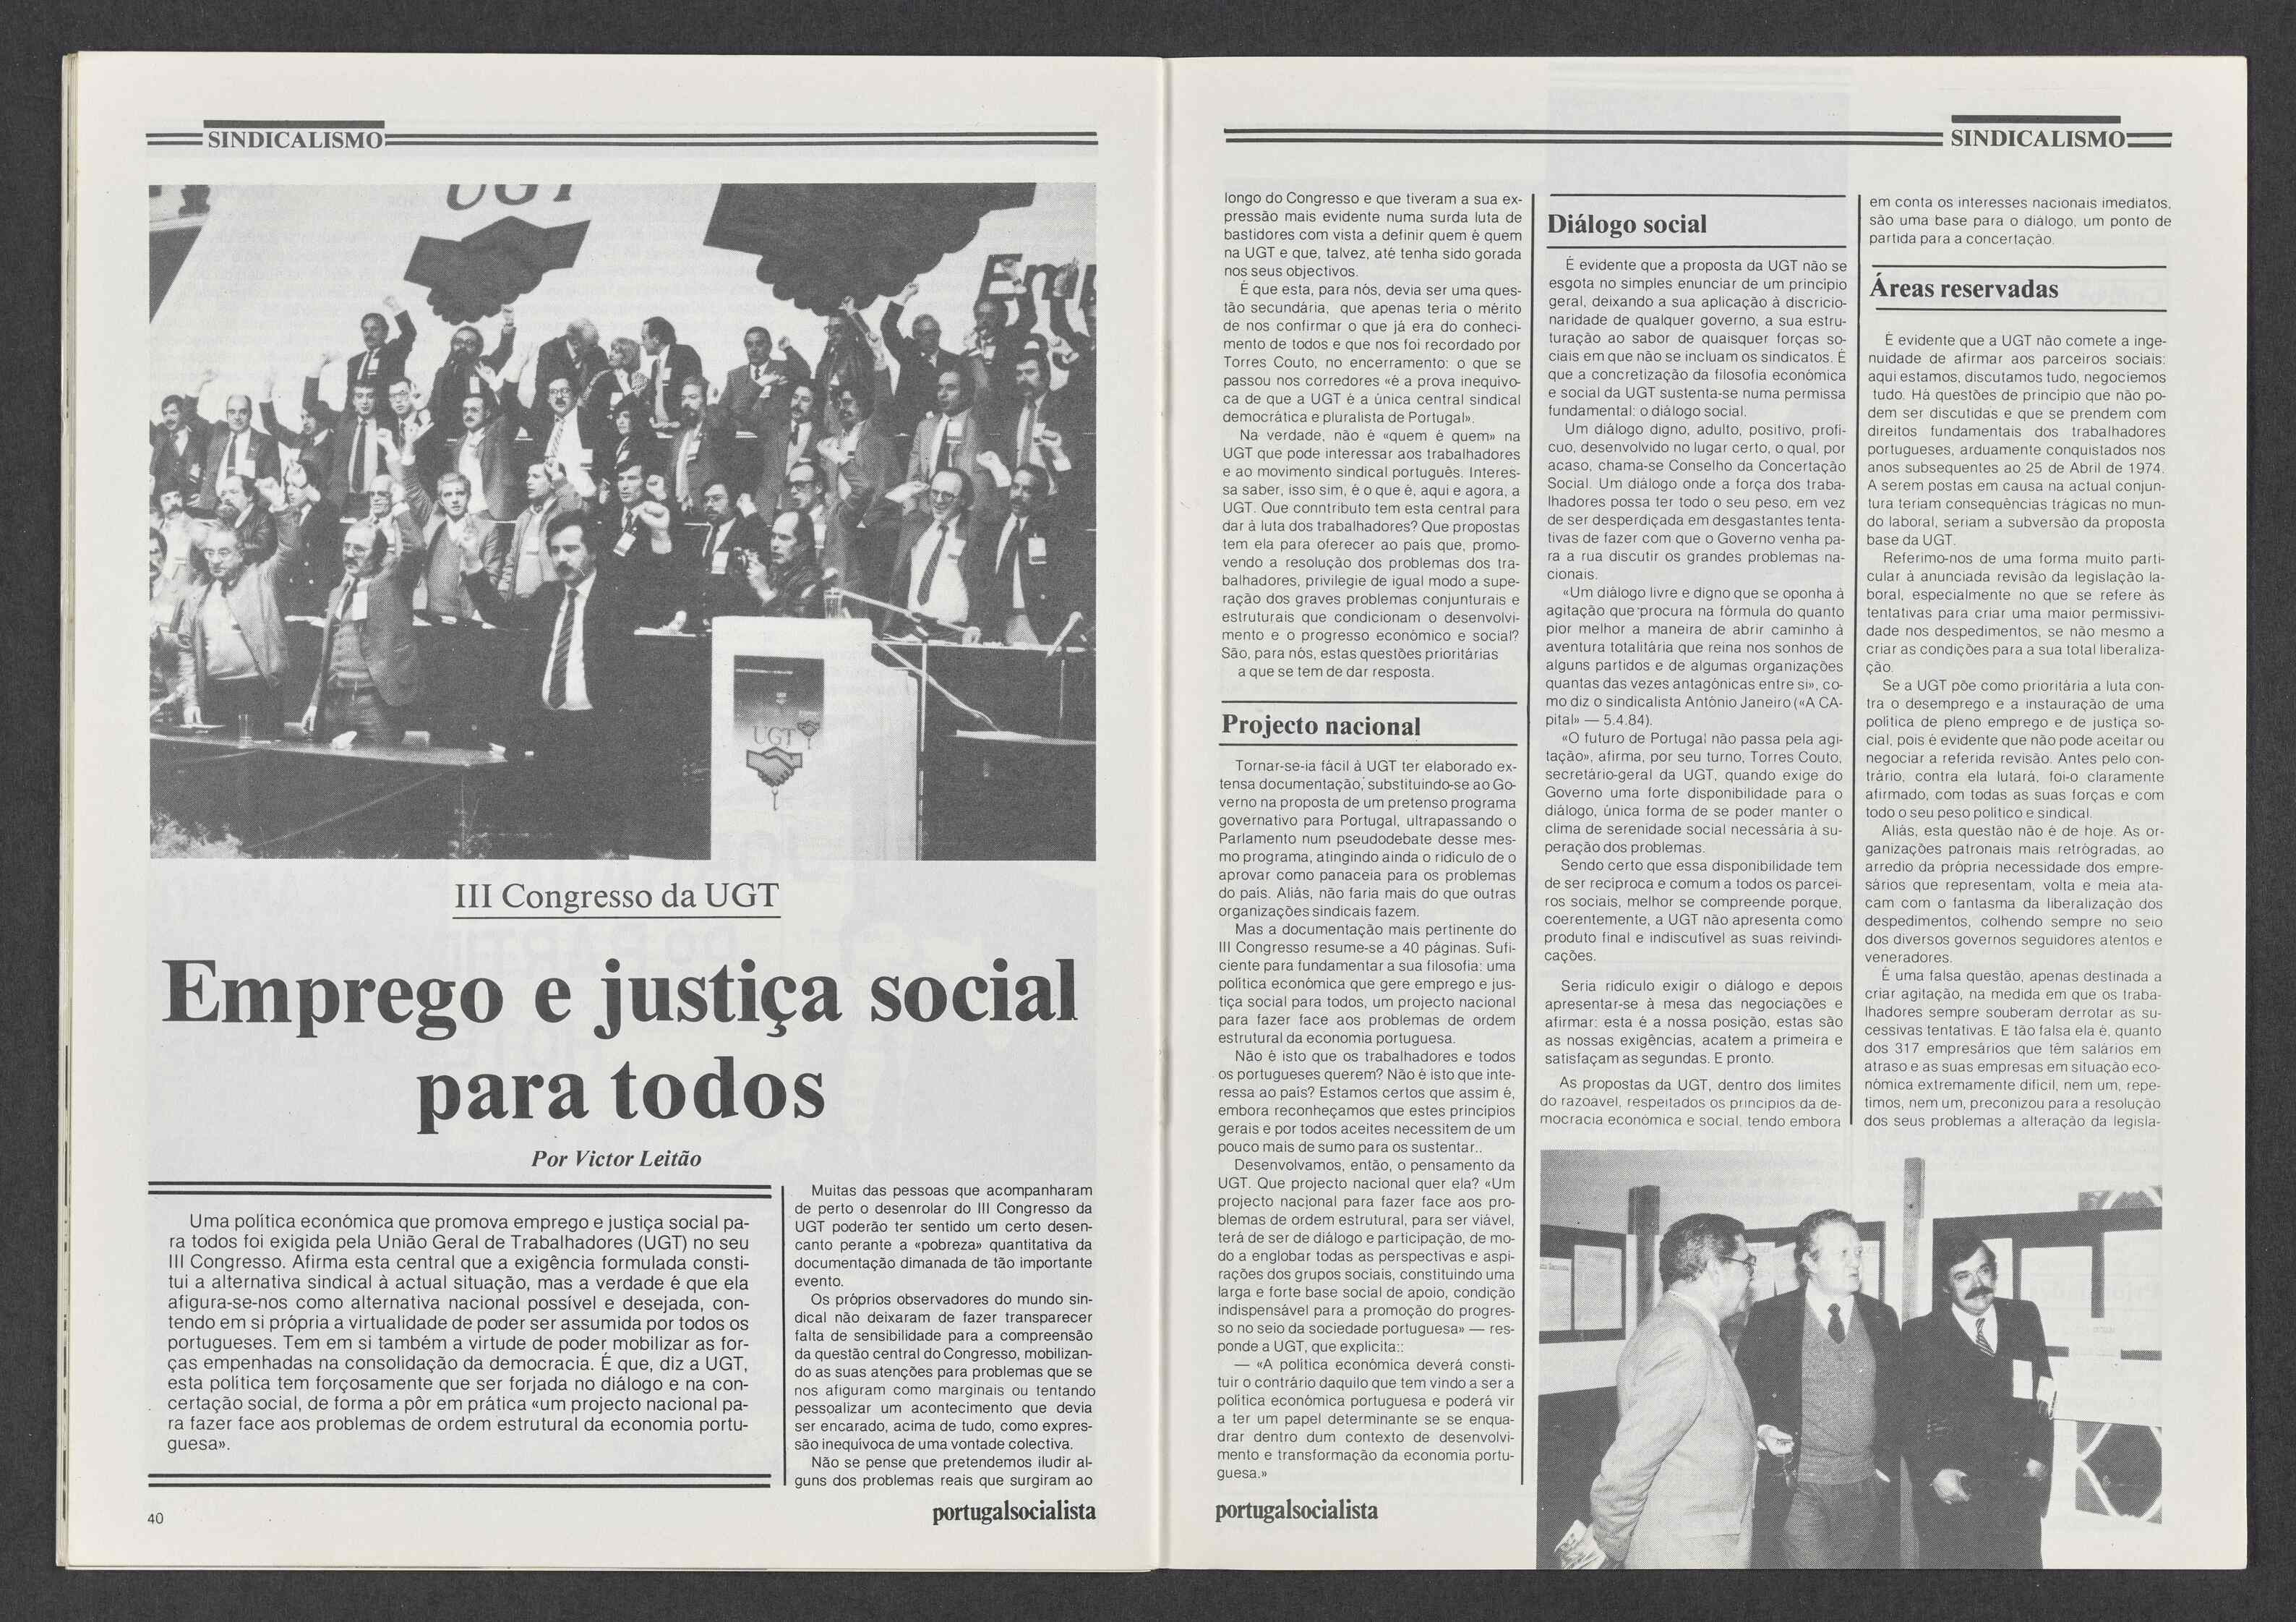 SINDICALISMO
UGT
Emp
UGT
III Congresso da UGT
Emprego e justiça social
para todos
Por Victor Leitão
Uma política económica que promova emprego e justiça social pa-
ra todos foi exigida pela União Geral de Trabalhadores (UGT) no seu
III Congresso. Afirma esta central que a exigência formulada consti-
tui a alternativa sindical à actual situação, mas a verdade é que ela
afigura-se-nos como alternativa nacional possível e desejada, con-
tendo em si própria a virtualidade de poder ser assumida por todos os
portugueses. Tem em si também a virtude de poder mobilizar as for-
ças empenhadas na consolidação da democracia. É que, diz a UGT,
esta política tem forçosamente que ser forjada no diálogo e na con-
certação social, de forma a pôr em prática «um projecto nacional pa-
ra fazer face aos problemas de ordem estrutural da economia portu-
guesa».
Muitas das pessoas que acompanharam
de perto o desenrolar do III Congresso da
UGT poderão ter sentido um certo desen-
canto perante a «pobreza» quantitativa da
documentação dimanada de tão importante
evento.
Os próprios observadores do mundo sin-
dical não deixaram de fazer transparecer
falta de sensibilidade para a compreensão
da questão central do Congresso, mobilizan-
do as suas atenções para problemas que se
nos afiguram como marginais ou tentando
pessoalizar um acontecimento que devia
ser encarado, acima de tudo, como expres-
são inequívoca de uma vontade colectiva.
Não se pense que pretendemos iludir al-
guns dos problemas reais que surgiram ao
40
portugalsocialista
SINDICALISMO
longo do Congresso e que tiveram a sua ex-
pressão mais evidente numa surda luta de
bastidores com vista a definir quem é quem
na UGT e que, talvez, até tenha sido gorada
nos seus objectivos.
É que esta, para nós, devia ser uma ques-
tão secundária, que apenas teria o mérito
de nos confirmar o que já era do conheci-
mento de todos e que nos foi recordado por
Torres Couto, no encerramento: o que se
passou nos corredores «é a prova inequívo-
ca de que a UGT é a única central sindical
democrática e pluralista de Portugal».
Na verdade, não é «quem é quem» na
UGT que pode interessar aos trabalhadores
e ao movimento sindical português. Interes-
sa saber, isso sim, é o que é, aqui e agora, a
UGT. Que conntributo tem esta central para
dar à luta dos trabalhadores? Que propostas
tem ela para oferecer ao país que, promo-
vendo a resolução dos problemas dos tra-
balhadores, privilegie de igual modo a supe-
ração dos graves problemas conjunturais e
estruturais que condicionam o desenvolvi-
mento e o progresso económico e social?
São, para nós, estas questões prioritárias
a que se tem de dar resposta.
Projecto nacional
Tornar-se-ia fácil à UGT ter elaborado ex-
tensa documentação, substituindo-se ao Go-
verno na proposta de um pretenso programa
governativo para Portugal, ultrapassando o
Parlamento num pseudodebate desse mes-
mo programa, atingindo ainda o ridículo de o
aprovar como panaceia para os problemas
do país. Aliás, não faria mais do que outras
organizações sindicais fazem.
Mas a documentação mais pertinente do
III Congresso resume-se a 40 páginas. Sufi-
ciente para fundamentar a sua filosofia: uma
política económica que gere emprego e jus-
tiça social para todos, um projecto nacional
para fazer face aos problemas de ordem
estrutural da economia portuguesa.
Não é isto que os trabalhadores e todos
os portugueses querem? Não é isto que inte-
ressa ao país? Estamos certos que assim é,
embora reconheçamos que estes princípios
gerais e por todos aceites necessitem de um
pouco mais de sumo para os sustentar..
Desenvolvamos, então, o pensamento da
UGT. Que projecto nacional quer ela? «Um
projecto nacional para fazer face aos pro-
blemas de ordem estrutural, para ser viável,
terá de ser de diálogo e participação, de mo-
do a englobar todas as perspectivas e aspi-
rações dos grupos sociais, constituindo uma
larga e forte base social de apoio, condição
indispensável para a promoção do progres-
so no seio da sociedade portuguesa» — res-
ponde a UGT, que explicita::
— «A política económica deverá consti-
tuir o contrário daquilo que tem vindo a ser a
política económica portuguesa e poderá vir
a ter um papel determinante se se enqua-
drar dentro dum contexto de desenvolvi-
mento e transformação da economia portu-
guesa.»
Diálogo social
É evidente que a proposta da UGT não se
esgota no simples enunciar de um princípio
geral, deixando a sua aplicação à discricio-
naridade de qualquer governo, a sua estru-
turação ao sabor de quaisquer forças so-
ciais em que não se incluam os sindicatos. É
que a concretização da filosofia económica
e social da UGT sustenta-se numa permissa
fundamental: o diálogo social.
Um diálogo digno, adulto, positivo, profí-
cuo, desenvolvido no lugar certo, o qual, por
acaso, chama-se Conselho da Concertação
Social. Um diálogo onde a força dos traba-
lhadores possa ter todo o seu peso, em vez
de ser desperdiçada em desgastantes tenta-
tivas de fazer com que o Governo venha pa-
ra a rua discutir os grandes problemas na-
cionais.
«Um diálogo livre e digno que se oponha à
agitação que procura na fórmula do quanto
pior melhor a maneira de abrir caminho à
aventura totalitária que reina nos sonhos de
alguns partidos e de algumas organizações
quantas das vezes antagónicas entre si», co-
mo diz o sindicalista António Janeiro («A CA-
pital» — 5.4.84).
«O futuro de Portugal não passa pela agi-
tação», afirma, por seu turno, Torres Couto,
secretário-geral da UGT, quando exige do
Governo uma forte disponibilidade para o
diálogo, única forma de se poder manter o
clima de serenidade social necessária à su-
peração dos problemas.
Sendo certo que essa disponibilidade tem
de ser recíproca e comum a todos os parcei-
ros sociais, melhor se compreende porque,
coerentemente, a UGT não apresenta como
produto final e indiscutível as suas reivindi-
cações.
Seria ridículo exigir o diálogo e depois
apresentar-se à mesa das negociações e
afirmar: esta é a nossa posição, estas são
as nossas exigências, acatem a primeira e
satisfaçam as segundas. E pronto.
As propostas da UGT, dentro dos limites
do razoável, respeitados os princípios da de-
mocracia económica e social, tendo embora
em conta os interesses nacionais imediatos,
são uma base para o diálogo, um ponto de
partida para a concertação.
Áreas reservadas
É evidente que a UGT não comete a inge-
nuidade de afirmar aos parceiros sociais:
aqui estamos, discutamos tudo, negociemos
tudo. Há questões de princípio que não po-
dem ser discutidas e que se prendem com
direitos fundamentais dos trabalhadores
portugueses, arduamente conquistados nos
anos subsequentes ao 25 de Abril de 1974.
A serem postas em causa na actual conjun-
tura teriam consequências trágicas no mun-
do laboral, seriam a subversão da proposta
base da UGT.
Referimo-nos de uma forma muito parti-
cular à anunciada revisão da legislação la-
boral, especialmente no que se refere às
tentativas para criar uma maior permissivi-
dade nos despedimentos, se não mesmo a
criar as condições para a sua total liberaliza-
ção.
Se a UGT põe como prioritária a luta con-
tra o desemprego e a instauração de uma
política de pleno emprego e de justiça so-
cial, pois é evidente que não pode aceitar ou
negociar a referida revisão. Antes pelo con-
trário, contra ela lutará, foi-o claramente
afirmado, com todas as suas forças e com
todo o seu peso político e sindical.
Aliás, esta questão não é de hoje. As or-
ganizações patronais mais retrógradas, ao
arredio da própria necessidade dos empre-
sários que representam, volta e meia ata-
cam com o fantasma da liberalização dos
despedimentos, colhendo sempre no seio
dos diversos governos seguidores atentos e
veneradores.
É uma falsa questão, apenas destinada a
criar agitação, na medida em que os traba-
lhadores sempre souberam derrotar as su-
cessivas tentativas. E tão falsa ela é, quanto
dos 317 empresários que têm salários em
atraso e as suas empresas em situação eco-
nómica extremamente difícil, nem um, repe-
timos, nem um, preconizou para a resolução
dos seus problemas a alteração da legisla-
portugalsocialista